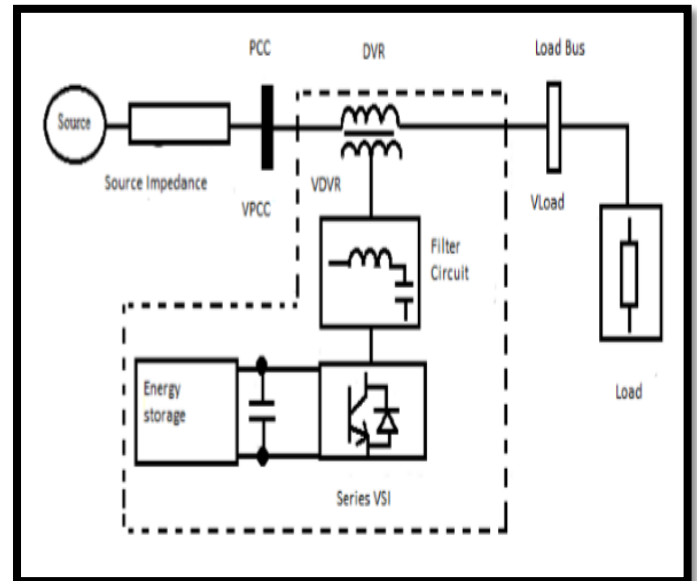 PCC
DVR
Load Bus
Source
Source Impedance
VDVR
VPCC
VLoad
Filter
Circuit
Energy
storage
Load
Series VSI